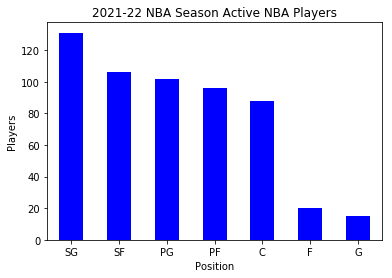 2021-22 NBA Season Active NBA Players
Players
120
100
80
60
40
20
0
SG SF PG PF C F G
Position